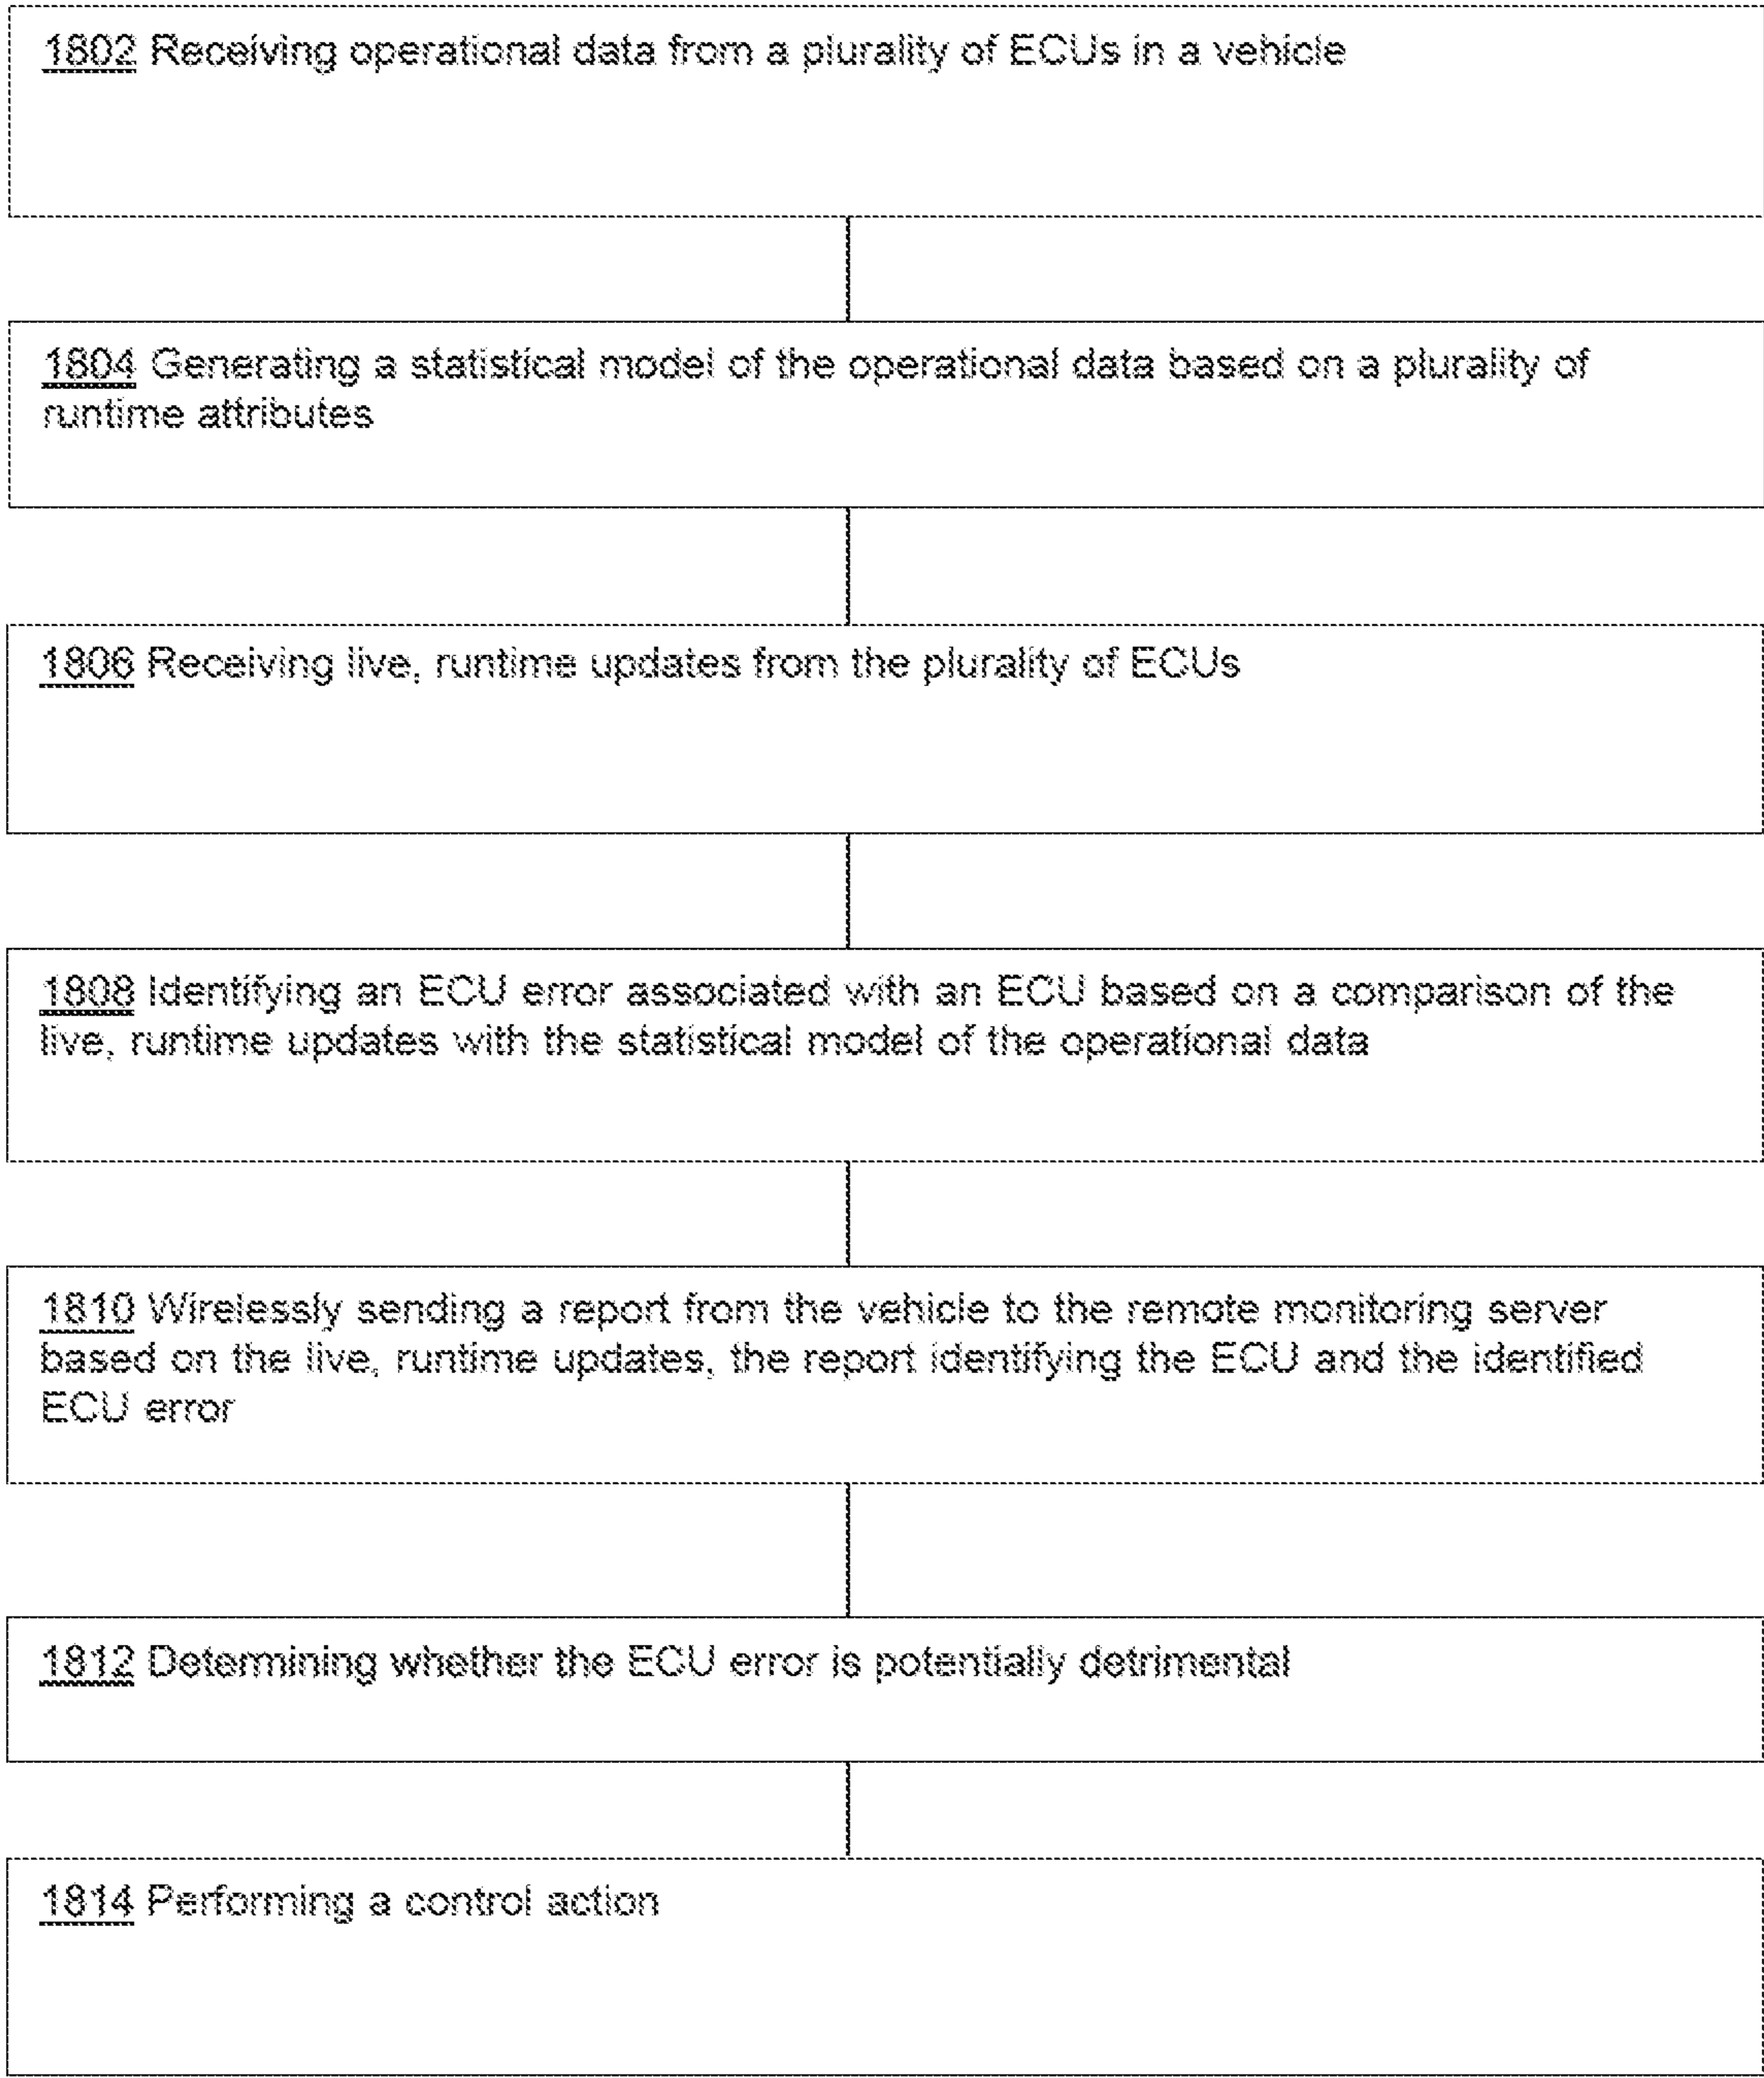 1802 Receiving operational data from a plurality of ECUs in a vehicle
1804 Generating a statistical model of the operational data based on a plurality of
runtime attributes
1806 Receiving live, runtime updates from the plurality of ECUs
1808 Identifying an ECU error associated with an ECU based on a comparison of the
live, runtime updates with the statistical model of the operational data
1810 Wirelessly sending a report from the vehicle to the remote monitoring server
based on the live, runtime updates, the report identifying the ECU and the identified
ECU error
1812 Determining whether the ECU error is potentially detrimental
1814 Performing a control action